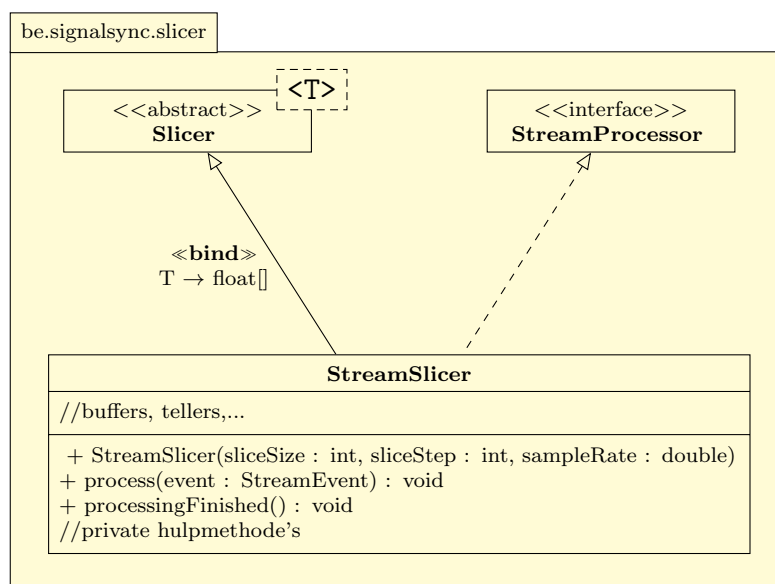 be.signalsync.slicer
<T>
<<abstract>>
Slicer
<<interface>>
StreamProcessor
≪bind≫
T → float[]
StreamSlicer
//buffers, tellers,...
+ StreamSlicer(sliceSize : int, sliceStep : int, sampleRate : double)
+ process(event : StreamEvent) : void
+ processingFinished() : void
//private hulpmethode's